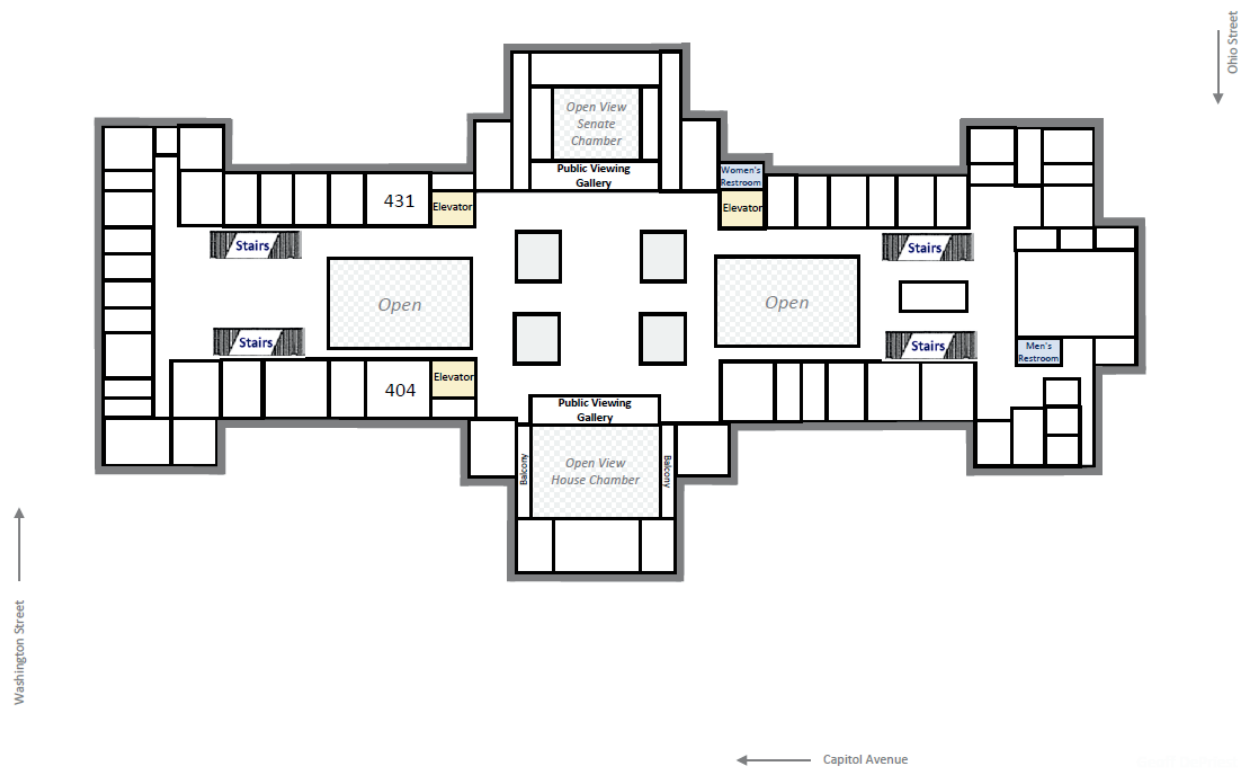 Ohio Street
Open View
Senate
Chamber
Public Viewing
Gallery
Women's
Restroom
431
Elevator
Elevator
Stairs
Stairs
Open
Open
Stairs
Stairs
Men's
Restroom
404
Elevator
Public Viewing
Gallery
Balcony
Open View
House Chamber
Balcony
Washington Street
Capitol Avenue